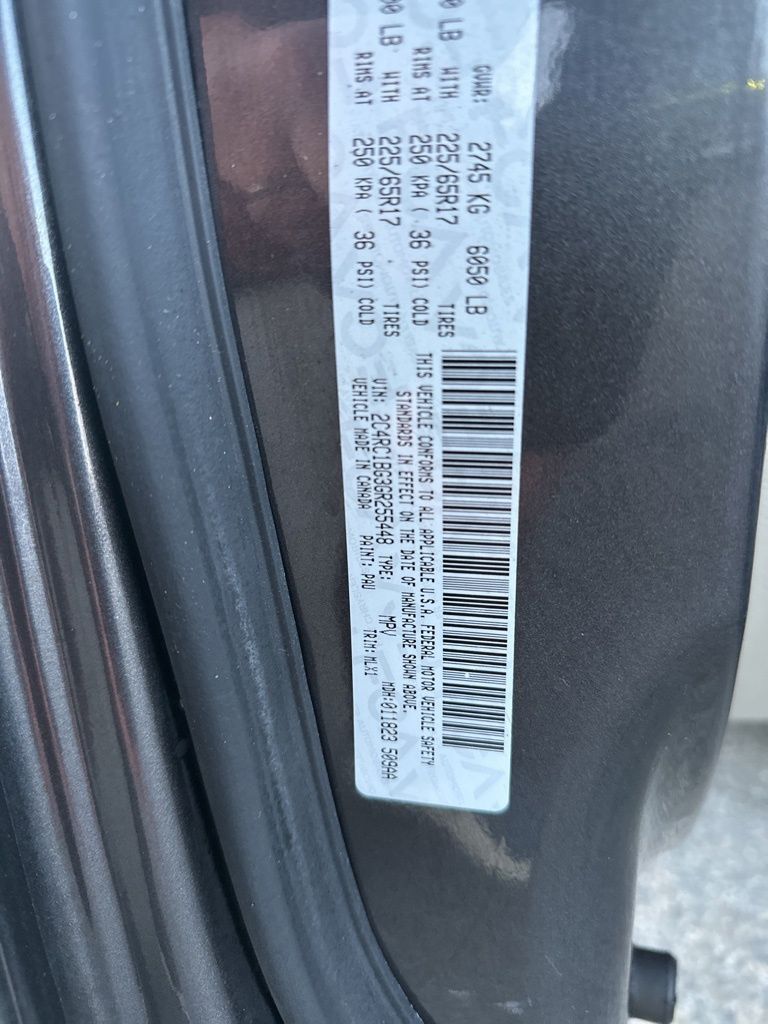 GVWR: 2745 KG 6050 LB
LB WITH 225/65R17 TIRES
RIMS AT 250 KPA ( 36 PSI) COLD
LB WITH 225/65R17 TIRES
RIMS AT 250 KPA ( 36 PSI) COLD
THIS VEHICLE CONFORMS TO ALL APPLICABLE U.S.A. FEDERAL MOTOR VEHICLE SAFETY
STANDARDS IN EFFECT ON THE DATE OF MANUFACTURE SHOWN ABOVE.
VIN: 2C4RC1BG3GR255448 TYPE: MPV MDH:011823 509AA
VEHICLE MADE IN CANADA PAINT: PAU TRIM:MLX1